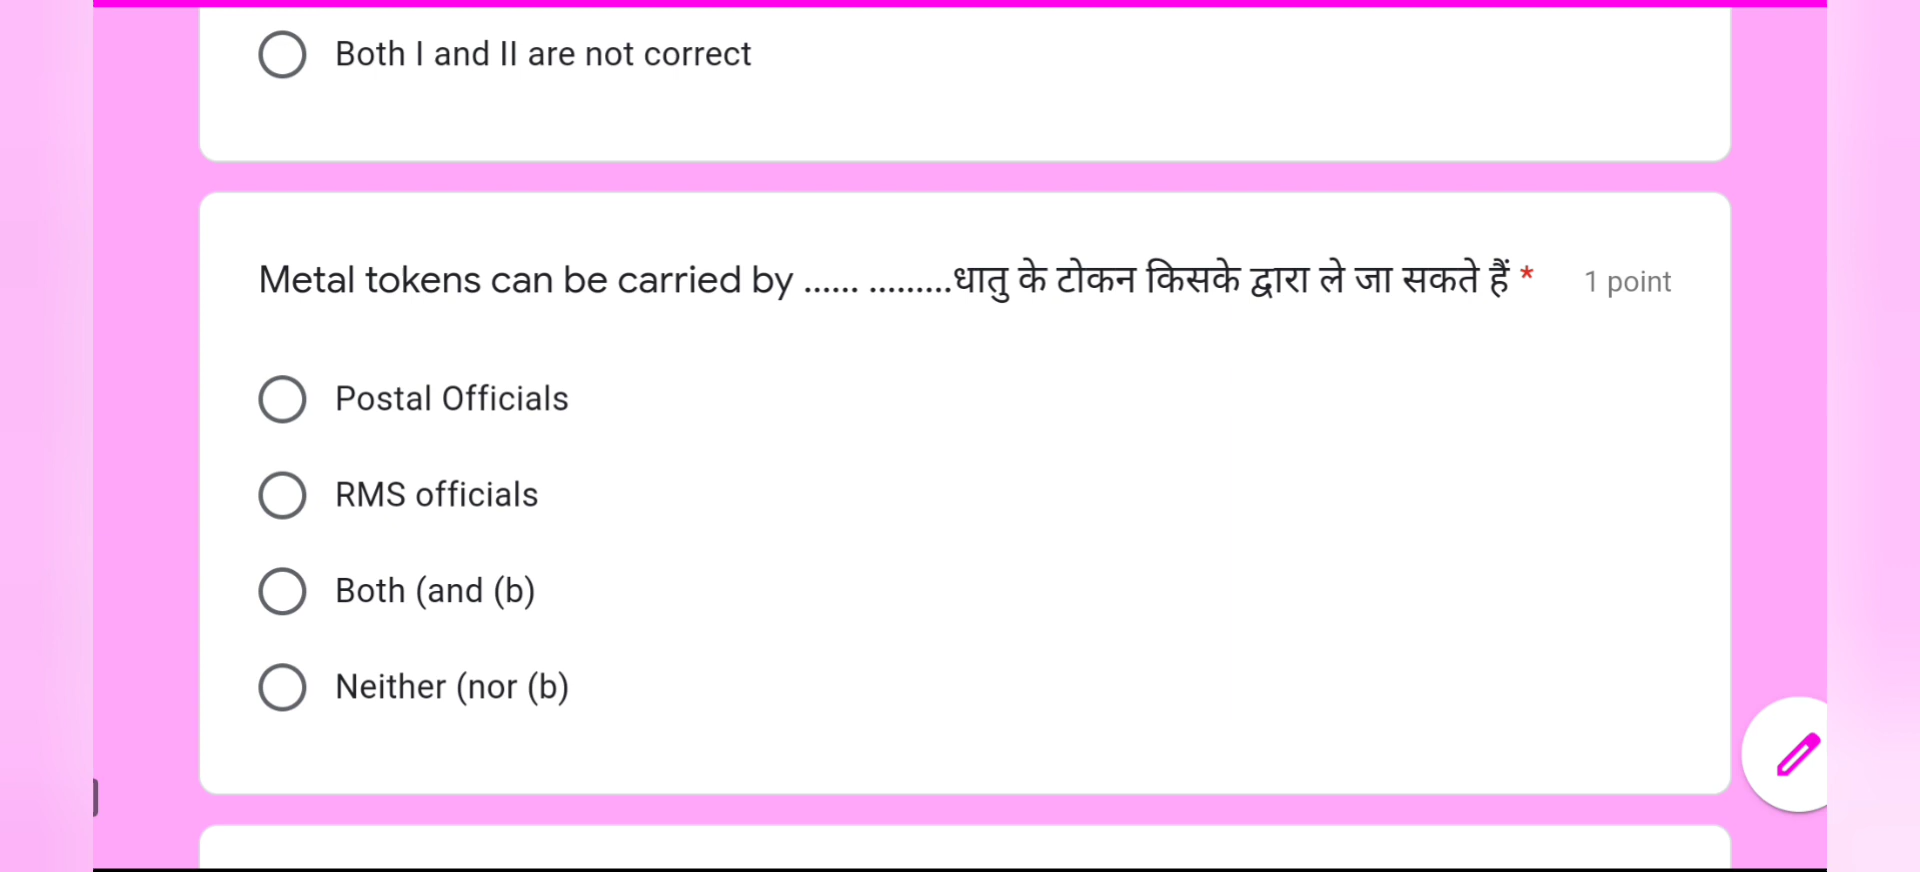 Both I and II are not correct
Metal tokens can be carried by ...... .........धातु के टोकन किसके द्वारा ले जा सकते हैं * 1 point
Postal Officials
RMS officials
Both (and (b)
Neither (nor (b)